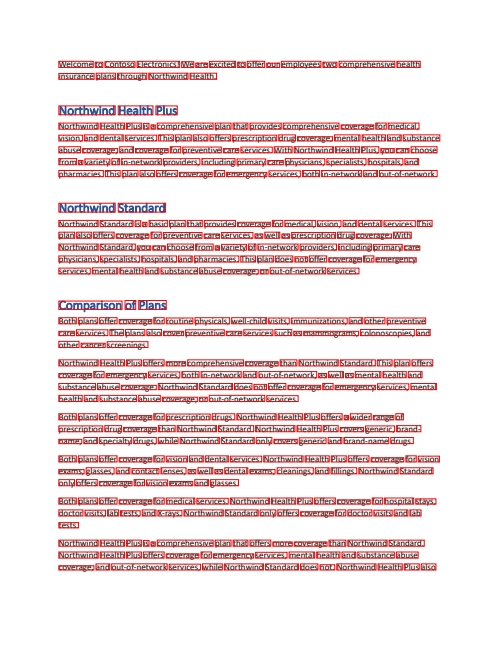 Welcome to Contoso Electronics! We are excited to offer our employees two comprehensive health
insurance plans through Northwind Health.
Northwind Health Plus
Northwind Health Plus is a comprehensive plan that provides comprehensive coverage for medical,
vision, and dental services. This plan also offers prescription drug coverage, mental health and substance
abuse coverage, and coverage for preventive care services. With Northwind Health Plus, you can choose
from a variety of in-network providers, including primary care physicians, specialists, hospitals, and
pharmacies. This plan also offers coverage for emergency services, both in-network and out-of-network.
Northwind Standard
Northwind Standard is a basic plan that provides coverage for medical, vision, and dental services. This
plan also offers coverage for preventive care services, as well as prescription drug coverage. With
Northwind Standard, you can choose from a variety of in-network providers, including primary care
physicians, specialists, hospitals, and pharmacies. This plan does not offer coverage for emergency
services, mental health and substance abuse coverage, or out-of-network services.
Comparison of Plans
Both plans offer coverage for routine physicals, well-child visits, immunizations, and other preventive
care services. The plans also cover preventive care services such as mammograms, colonoscopies, and
other cancer screenings.
Northwind Health Plus offers more comprehensive coverage than Northwind Standard. This plan offers
coverage for emergency services, both in-network and out-of-network, as well as mental health and
substance abuse coverage. Northwind Standard does not offer coverage for emergency services, mental
health and substance abuse coverage, or out-of-network services.
Both plans offer coverage for prescription drugs. Northwind Health Plus offers a wider range of
prescription drug coverage than Northwind Standard. Northwind Health Plus covers generic, brand-
name, and specialty drugs, while Northwind Standard only covers generic and brand-name drugs.
Both plans offer coverage for vision and dental services. Northwind Health Plus offers coverage for vision
exams, glasses, and contact lenses, as well as dental exams, cleanings, and fillings. Northwind Standard
only offers coverage for vision exams and glasses.
Both plans offer coverage for medical services. Northwind Health Plus offers coverage for hospital stays,
doctor visits, lab tests, and X-rays. Northwind Standard only offers coverage for doctor visits and lab
tests.
Northwind Health Plus is a comprehensive plan that offers more coverage than Northwind Standard.
Northwind Health Plus offers coverage for emergency services, mental health and substance abuse
coverage, and out-of-network services, while Northwind Standard does not. Northwind Health Plus also